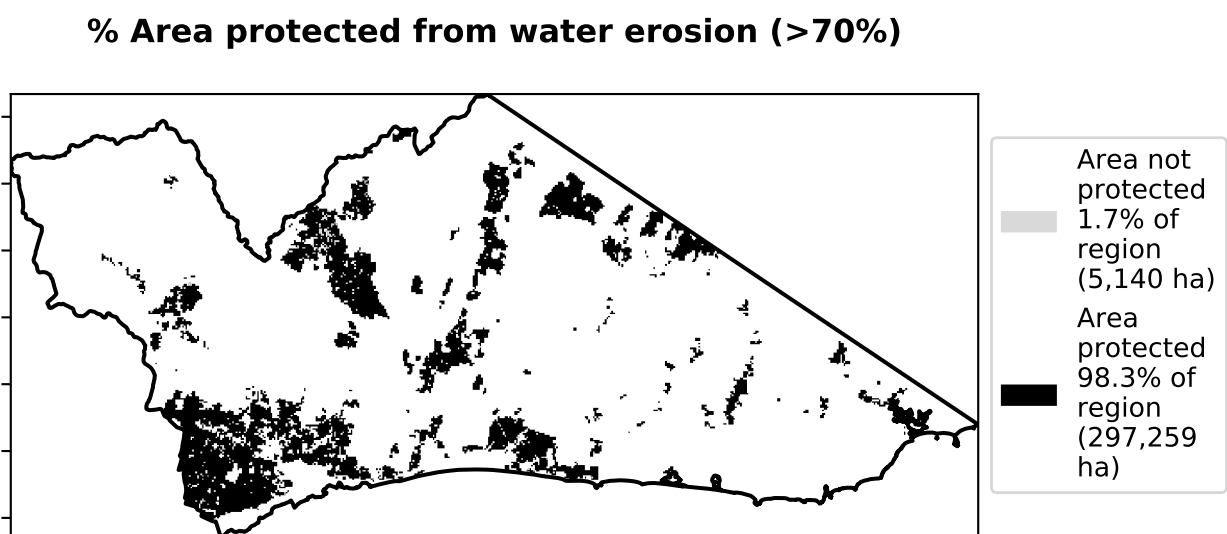 % Area protected from water erosion (>70%)
Area not
protected
1.7% of
region
(5,140 ha)
Area
protected
98.3% of
region
(297,259
ha)